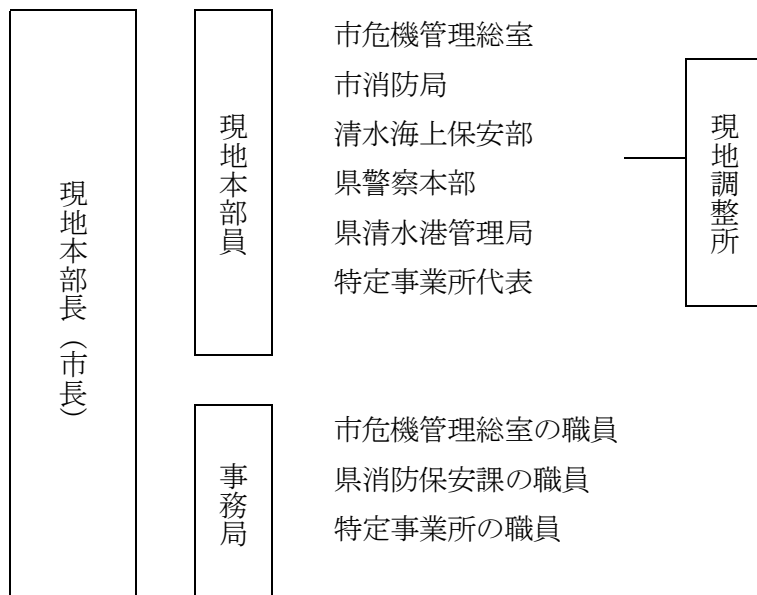 現地本部長（市長）
現地本部員
市危機管理総室
市消防局
清水海上保安部
県警察本部
県清水港管理局
特定事業所代表
現地調整所
事務局
市危機管理総室の職員
県消防保安課の職員
特定事業所の職員